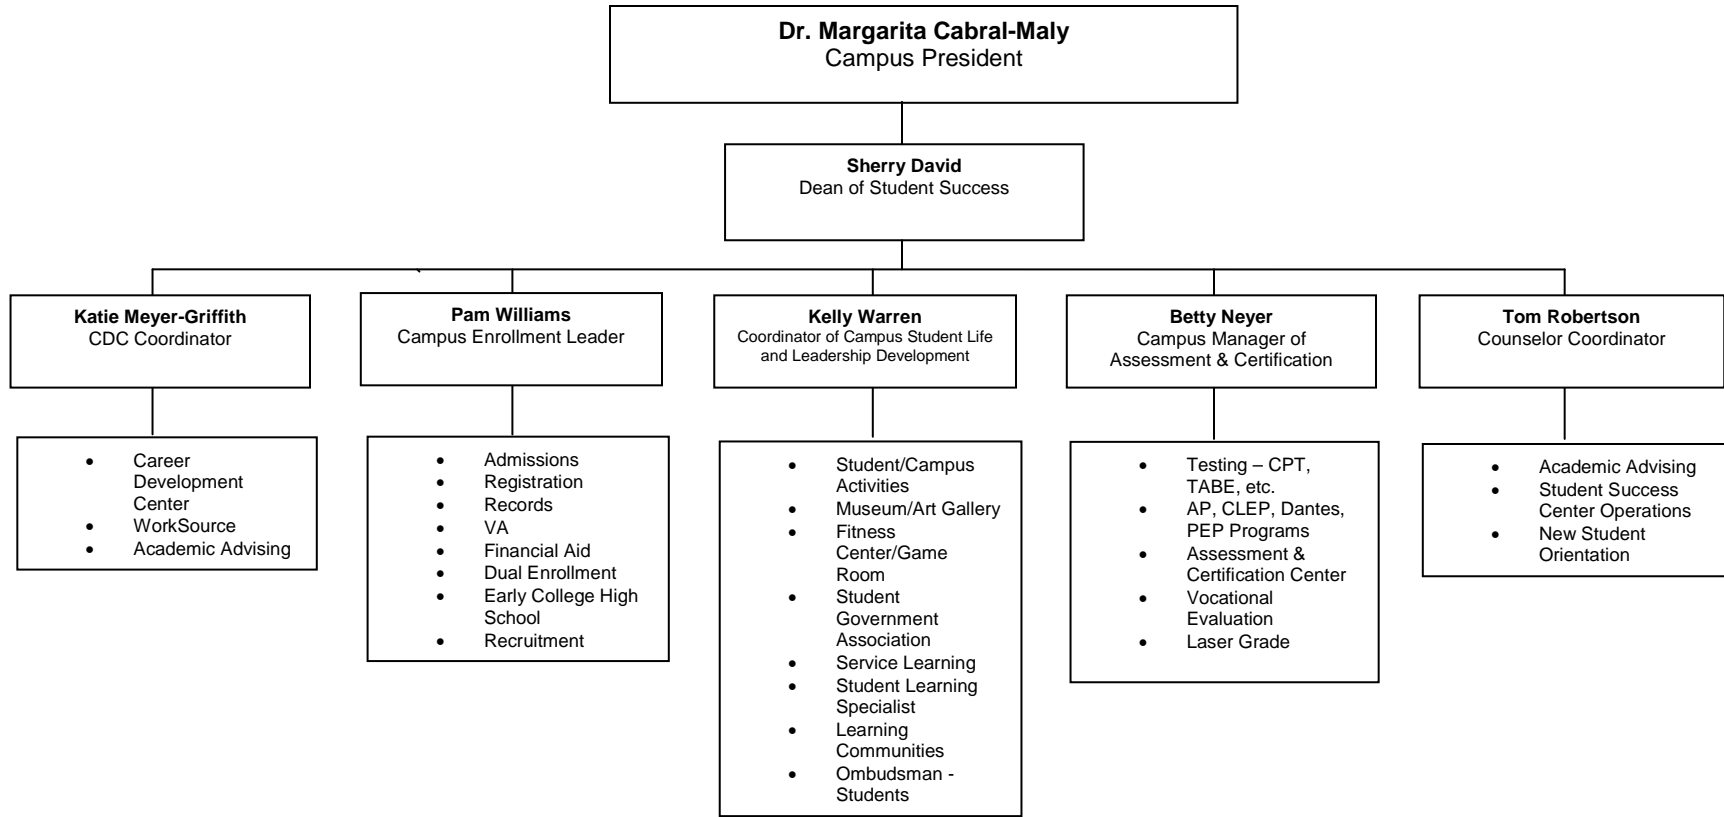 Dr. Margarita Cabral-Maly
Campus President
Sherry David
Dean of Student Success
Katie Meyer-Griffith
CDC Coordinator
Pam Williams
Campus Enrollment Leader
Kelly Warren
Coordinator of Campus Student Life
and Leadership Development
Betty Neyer
Campus Manager of
Assessment & Certification
Tom Robertson
Counselor Coordinator
• Career
Development
Center
• WorkSource
• Academic Advising
• Admissions
• Registration
• Records
• VA
• Financial Aid
• Dual Enrollment
• Early College High
School
• Recruitment
• Student/Campus
Activities
• Museum/Art Gallery
• Fitness
Center/Game
Room
• Student
Government
Association
• Service Learning
• Student Learning
Specialist
• Learning
Communities
• Ombudsman -
Students
• Testing – CPT,
TABE, etc.
• AP, CLEP, Dantes,
PEP Programs
• Assessment &
Certification Center
• Vocational
Evaluation
• Laser Grade
• Academic Advising
• Student Success
Center Operations
• New Student
Orientation